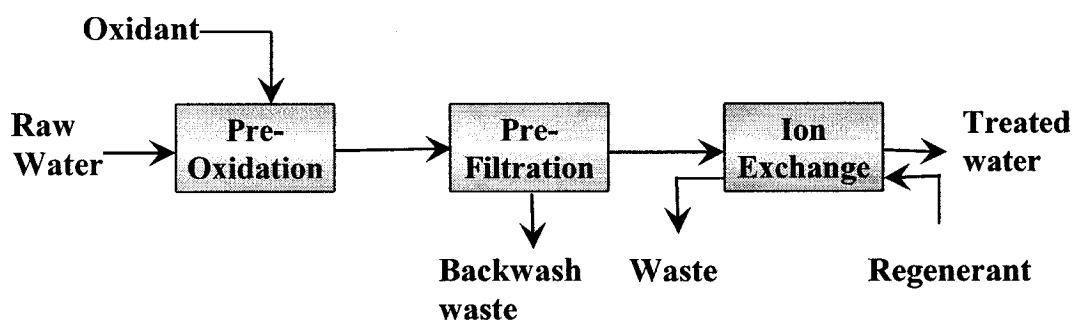 Oxidant
Raw
Water
Pre-
Oxidation
Pre-
Filtration
Ion
Exchange
Treated
water
Backwash
waste
Waste
Regenerant